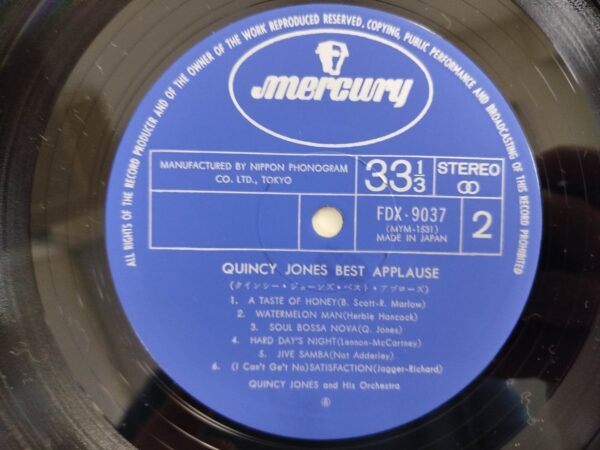 ALL RIGHTS OF THE RECORD PRODUCER AND OF THE OWNER OF THE WORK REPRODUCED RESERVED. COPYING, PUBLIC PERFORMANCE AND BROADCASTING OF THIS RECORD PROHIBITED
mercury
MANUFACTURED BY NIPPON PHONOGRAM
CO. LTD., TOKYO
33 1/3
STEREO
FDX-9037
(MYM-1531)
MADE IN JAPAN
2
QUINCY JONES BEST APPLAUSE
(クインシー・ジョーンズ・ベスト・アプローズ)
1. A TASTE OF HONEY(B. Scott-R. Marlow)
2. WATERMELON MAN(Herbie Hancock)
3. SOUL BOSSA NOVA(Q. Jones)
4. HARD DAY'S NIGHT(Lennon-McCartney)
5. JIVE SAMBA(Nat Adderley)
6. (I Can't Ge't No)SATISFACTION(Jagger-Richard)
QUINCY JONES and His Orchestra